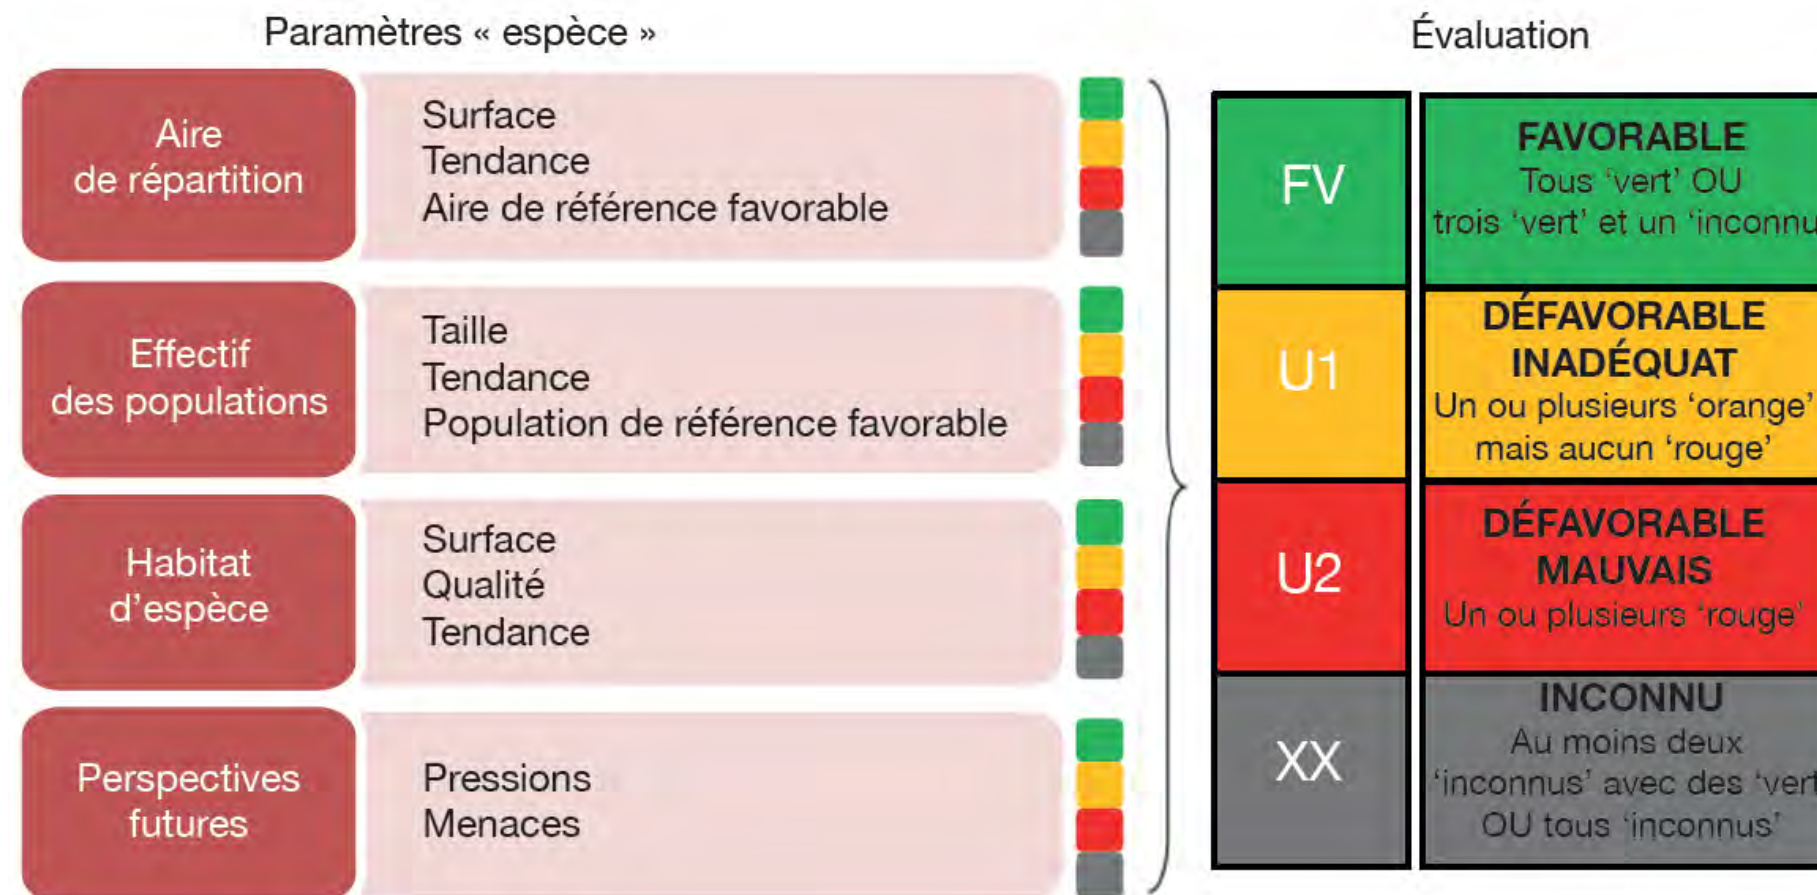 Paramètres « espèce »
Évaluation
Aire
de répartition
Surface
Tendance
Aire de référence favorable
Effectif
des populations
Taille
Tendance
Population de référence favorable
Habitat
d’espèce
Surface
Qualité
Tendance
Perspectives
futures
Pressions
Menaces
FV
FAVORABLE
Tous ‘vert’ OU
trois ‘vert’ et un ‘inconnu
U1
DÉFAVORABLE
INADÉQUAT
Un ou plusieurs ‘orange’
mais aucun ‘rouge’
U2
DÉFAVORABLE
MAUVAIS
Un ou plusieurs ‘rouge’
XX
INCONNU
Au moins deux
‘inconnus’ avec des ‘vert
OU tous ‘inconnus’